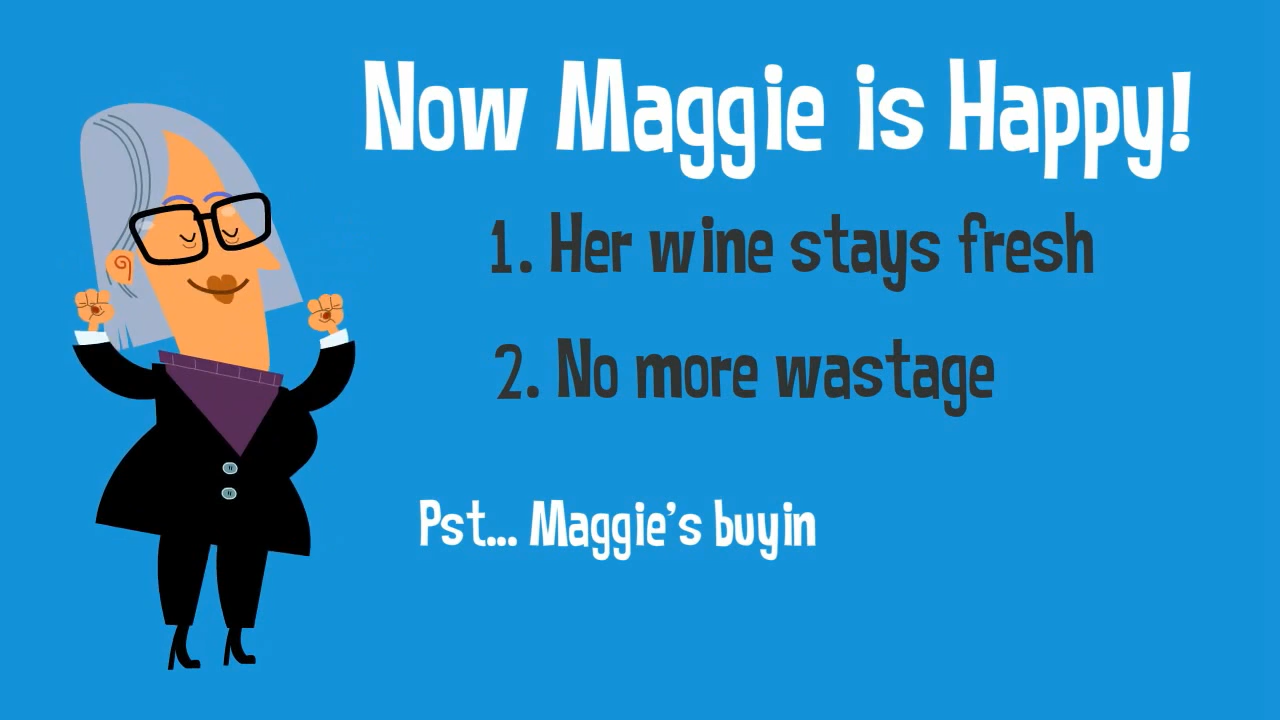 Now Maggie is Happy!
1. Her wine stays fresh
2. No more wastage
Pst... Maggie's buyin